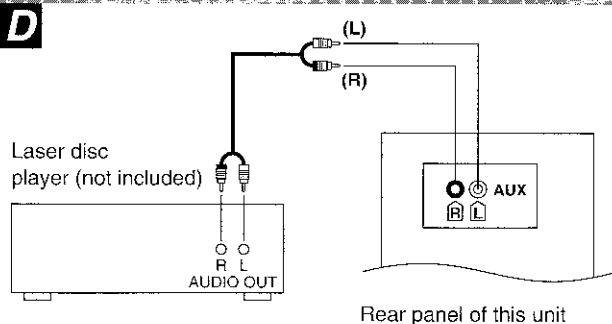 D
(L)
(R)
Laser disc
player (not included)
R L
AUDIO OUT
AUX
R L
Rear panel of this unit